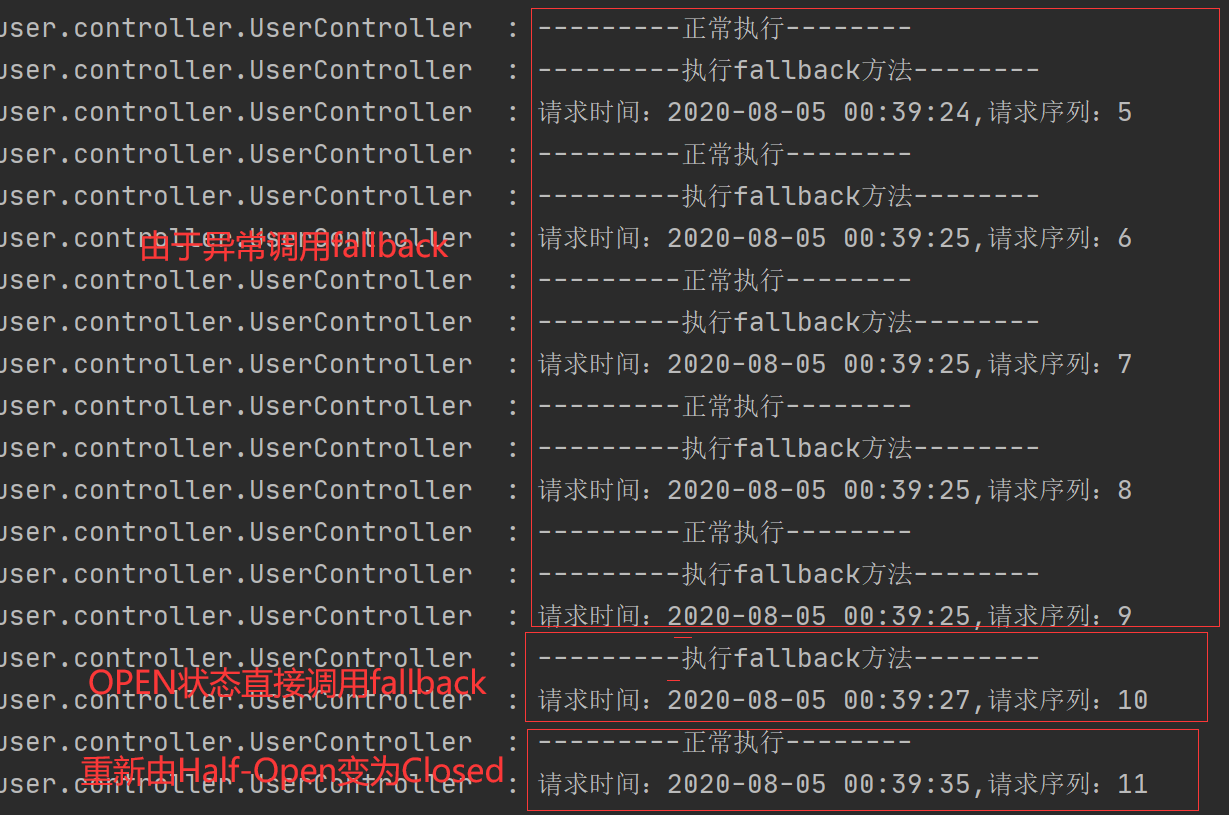 user.controller.UserController  : ---------正常执行--------
user.controller.UserController  : ---------执行fallback方法--------
user.controller.UserController  : 请求时间：2020-08-05 00:39:24,请求序列：5
user.controller.UserController  : ---------正常执行--------
user.controller.UserController  : ---------执行fallback方法--------
user.controller.UserController  : 请求时间：2020-08-05 00:39:25,请求序列：6
由于异常调用fallback
user.controller.UserController  : ---------正常执行--------
user.controller.UserController  : ---------执行fallback方法--------
user.controller.UserController  : 请求时间：2020-08-05 00:39:25,请求序列：7
user.controller.UserController  : ---------正常执行--------
user.controller.UserController  : ---------执行fallback方法--------
user.controller.UserController  : 请求时间：2020-08-05 00:39:25,请求序列：8
user.controller.UserController  : ---------正常执行--------
user.controller.UserController  : ---------执行fallback方法--------
user.controller.UserController  : 请求时间：2020-08-05 00:39:25,请求序列：9
user.controller.UserController  : ---------执行fallback方法--------
OPEN状态直接调用fallback
user.controller.UserController  : 请求时间：2020-08-05 00:39:27,请求序列：10
user.controller.UserController  : ---------正常执行--------
重新由Half-Open变为Closed
user.controller.UserController  : 请求时间：2020-08-05 00:39:35,请求序列：11